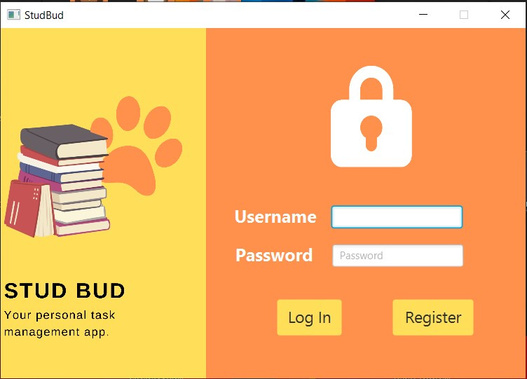 StudBud
Username
Password
Password
Log In
Register
STUD BUD
Your personal task
management app.